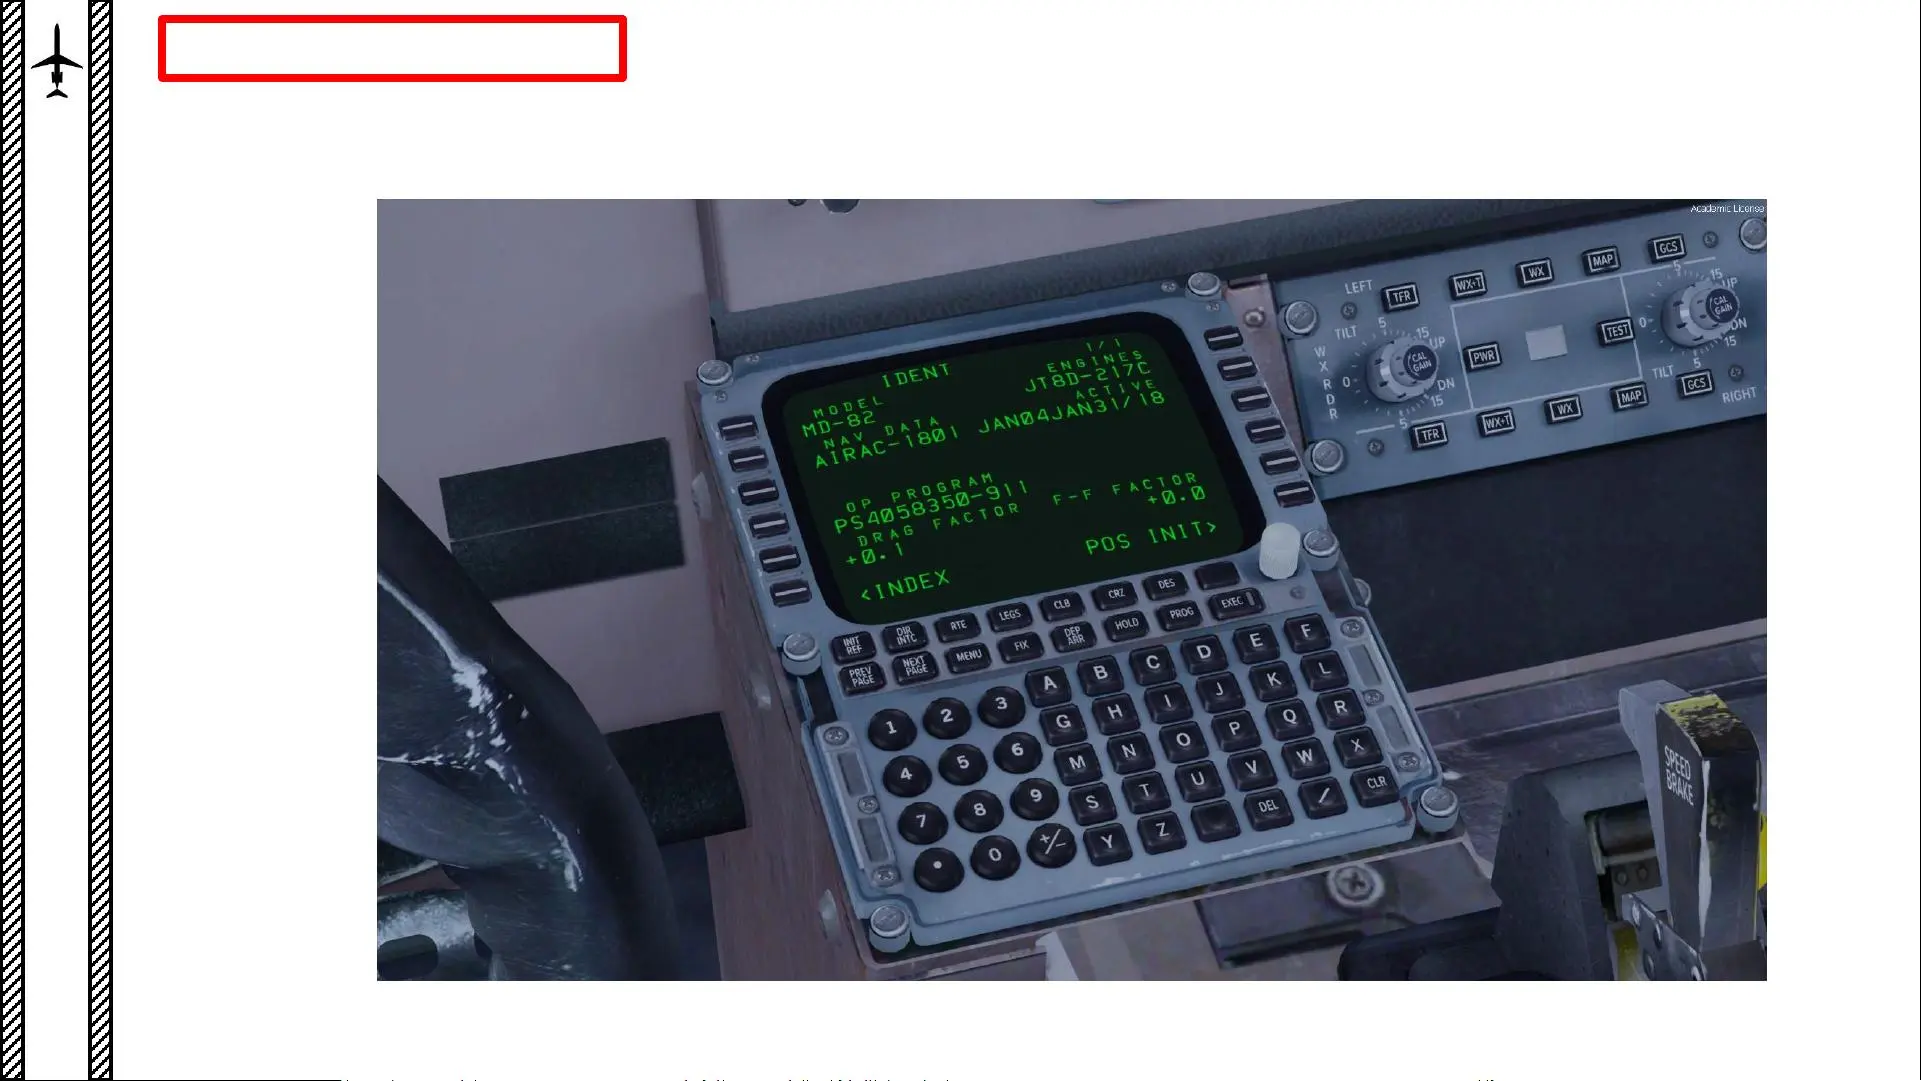 Academic License
IDENT
1/1
MODEL
ENGINES
MD-82
JT8D-217C
NAV DATA
ACTIVE
AIRAC-1801
JAN04JAN31/18
OP PROGRAM
PS4058350-911
F-F FACTOR
DRAG FACTOR
+0.0
+0.1
<INDEX
POS INIT>
INIT REF
DIR INTC
RTE
LEGS
CLB
CRZ
DES
PREV PAGE
NEXT PAGE
MENU
FIX
DEP ARR
HOLD
PROG
EXEC
1 2 3
A B C D E F
4 5 6
G H I J K L
7 8 9
M N O P Q R
. 0 +/-
S T U V W X
Y Z DEL / CLR
LEFT
TFR
WX+T
WX
MAP
GCS
TILT
5
15
UP
0
CAL GAIN
DN
15
5
WX RDR
PWR
TEST
5
15
UP
0
CAL GAIN
DN
15
5
TILT
TFR
WX+T
WX
MAP
GCS
RIGHT
SPEED
BRAKE